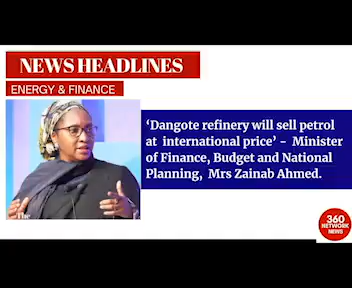 NEWS HEADLINES
ENERGY & FINANCE
‘Dangote refinery will sell petrol
at international price’ - Minister
of Finance, Budget and National
Planning, Mrs Zainab Ahmed.
The
360
NETWORK
NEWS